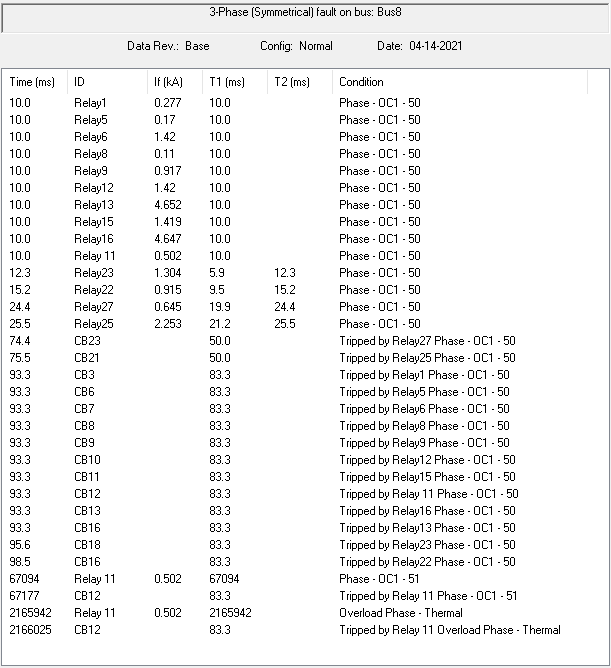 3-Phase (Symmetrical) fault on bus: Bus8
Data Rev.: Base Config: Normal Date: 04-14-2021
Time (ms) ID If (kA) T1 (ms) T2 (ms) Condition
10.0 Relay1 0.277 10.0 Phase - OC1 - 50
10.0 Relay5 0.17 10.0 Phase - OC1 - 50
10.0 Relay6 1.42 10.0 Phase - OC1 - 50
10.0 Relay8 0.11 10.0 Phase - OC1 - 50
10.0 Relay9 0.917 10.0 Phase - OC1 - 50
10.0 Relay12 1.42 10.0 Phase - OC1 - 50
10.0 Relay13 4.652 10.0 Phase - OC1 - 50
10.0 Relay15 1.419 10.0 Phase - OC1 - 50
10.0 Relay16 4.647 10.0 Phase - OC1 - 50
10.0 Relay 11 0.502 10.0 Phase - OC1 - 50
12.3 Relay23 1.304 5.9 12.3 Phase - OC1 - 50
15.2 Relay22 0.915 9.5 15.2 Phase - OC1 - 50
24.4 Relay27 0.645 19.9 24.4 Phase - OC1 - 50
25.5 Relay25 2.253 21.2 25.5 Phase - OC1 - 50
74.4 CB23 50.0 Tripped by Relay27 Phase - OC1 - 50
75.5 CB21 50.0 Tripped by Relay25 Phase - OC1 - 50
93.3 CB3 83.3 Tripped by Relay1 Phase - OC1 - 50
93.3 CB6 83.3 Tripped by Relay5 Phase - OC1 - 50
93.3 CB7 83.3 Tripped by Relay6 Phase - OC1 - 50
93.3 CB8 83.3 Tripped by Relay8 Phase - OC1 - 50
93.3 CB9 83.3 Tripped by Relay9 Phase - OC1 - 50
93.3 CB10 83.3 Tripped by Relay12 Phase - OC1 - 50
93.3 CB11 83.3 Tripped by Relay15 Phase - OC1 - 50
93.3 CB12 83.3 Tripped by Relay 11 Phase - OC1 - 50
93.3 CB13 83.3 Tripped by Relay16 Phase - OC1 - 50
93.3 CB16 83.3 Tripped by Relay13 Phase - OC1 - 50
95.6 CB18 83.3 Tripped by Relay23 Phase - OC1 - 50
98.5 CB16 83.3 Tripped by Relay22 Phase - OC1 - 50
67094 Relay 11 0.502 67094 Phase - OC1 - 51
67177 CB12 83.3 Tripped by Relay 11 Phase - OC1 - 51
2165942 Relay 11 0.502 2165942 Overload Phase - Thermal
2166025 CB12 83.3 Tripped by Relay 11 Overload Phase - Thermal